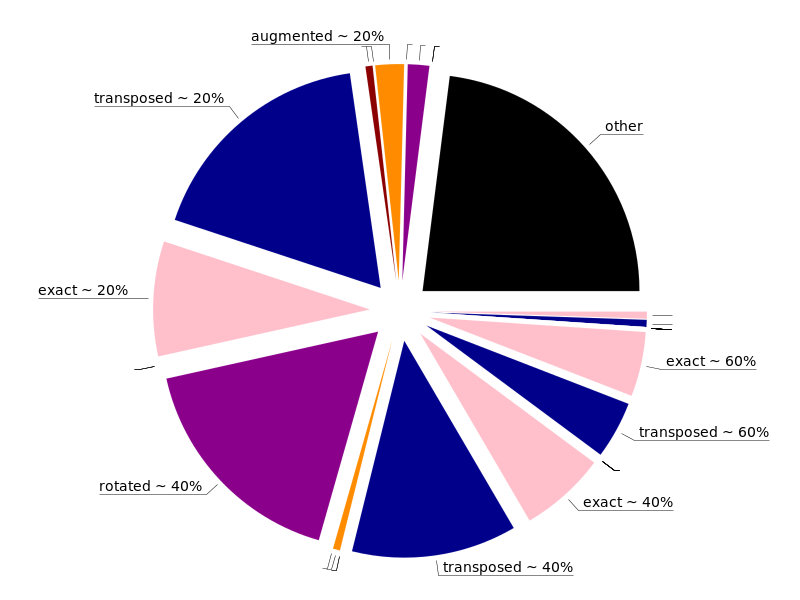 augmented ~ 20%
transposed ~ 20%
other
exact ~ 20%
exact ~ 60%
transposed ~ 60%
rotated ~ 40%
exact ~ 40%
transposed ~ 40%